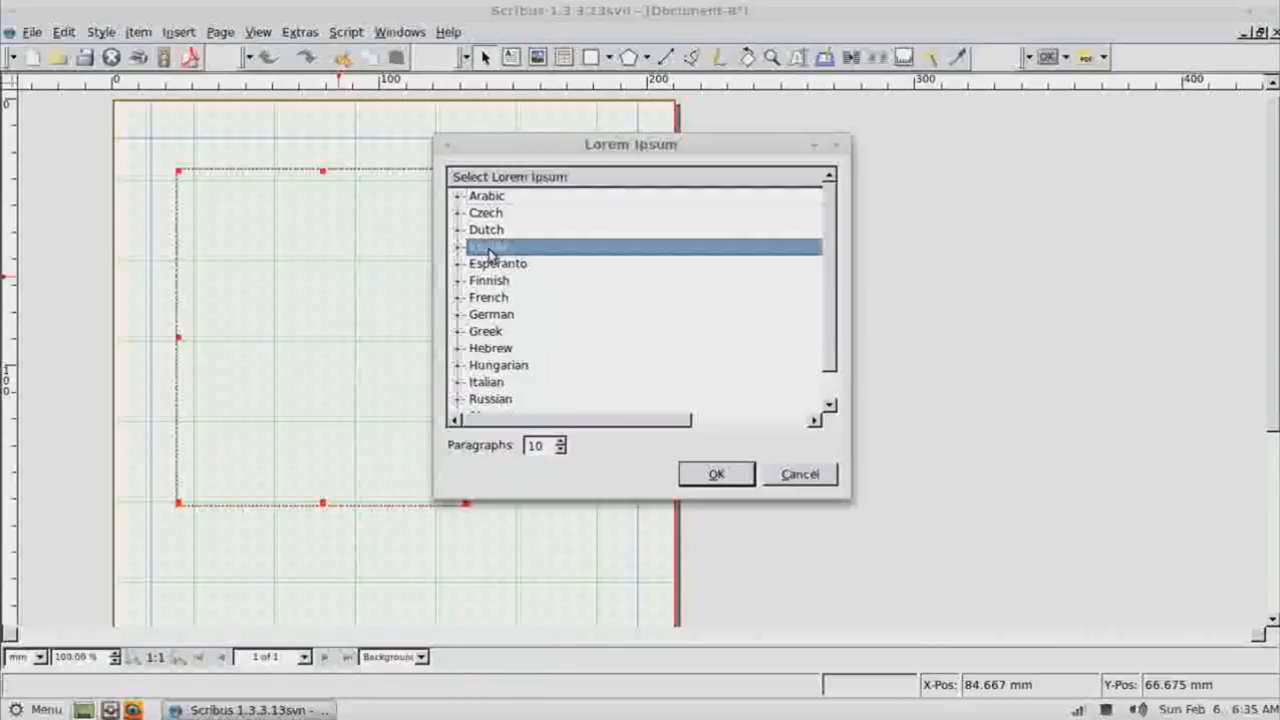 Scribus 1.3.3.13svn - [Document-8*]
File Edit Style Item Insert Page View Extras Script Windows Help
0 100 200 300 400
Lorem Ipsum
Select Lorem Ipsum
Arabic
Czech
Dutch
Esperanto
Finnish
French
German
Greek
Hebrew
Hungarian
Italian
Russian
Paragraphs: 10
OK Cancel
mm 100.00 % 1:1 1 of 1 Background
X-Pos: 84.667 mm Y-Pos: 66.675 mm
Menu Scribus 1.3.3.13svn - ... Sun Feb 6, 6:35 AM